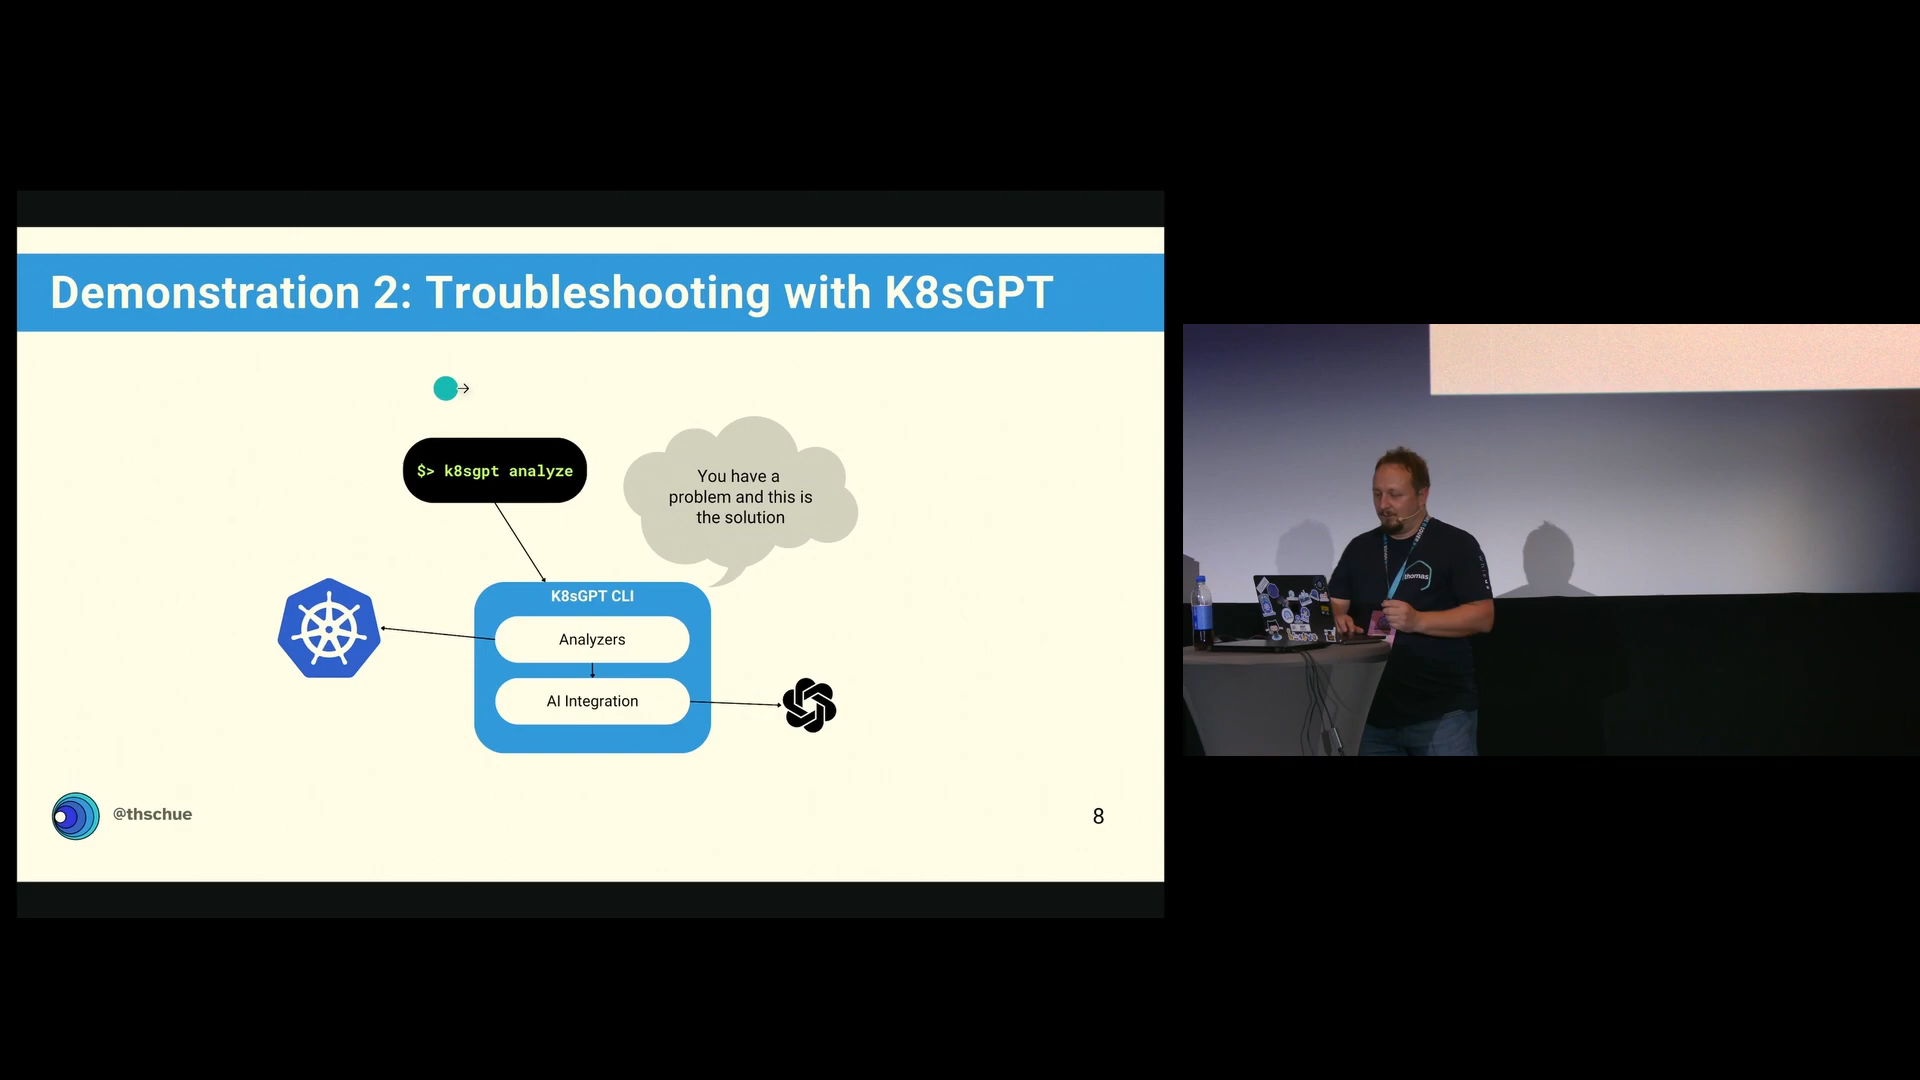 Demonstration 2: Troubleshooting with K8sGPT
$> k8sgpt analyze
You have a
problem and this is
the solution
K8sGPT CLI
Analyzers
AI Integration
@thschue
8
thomas